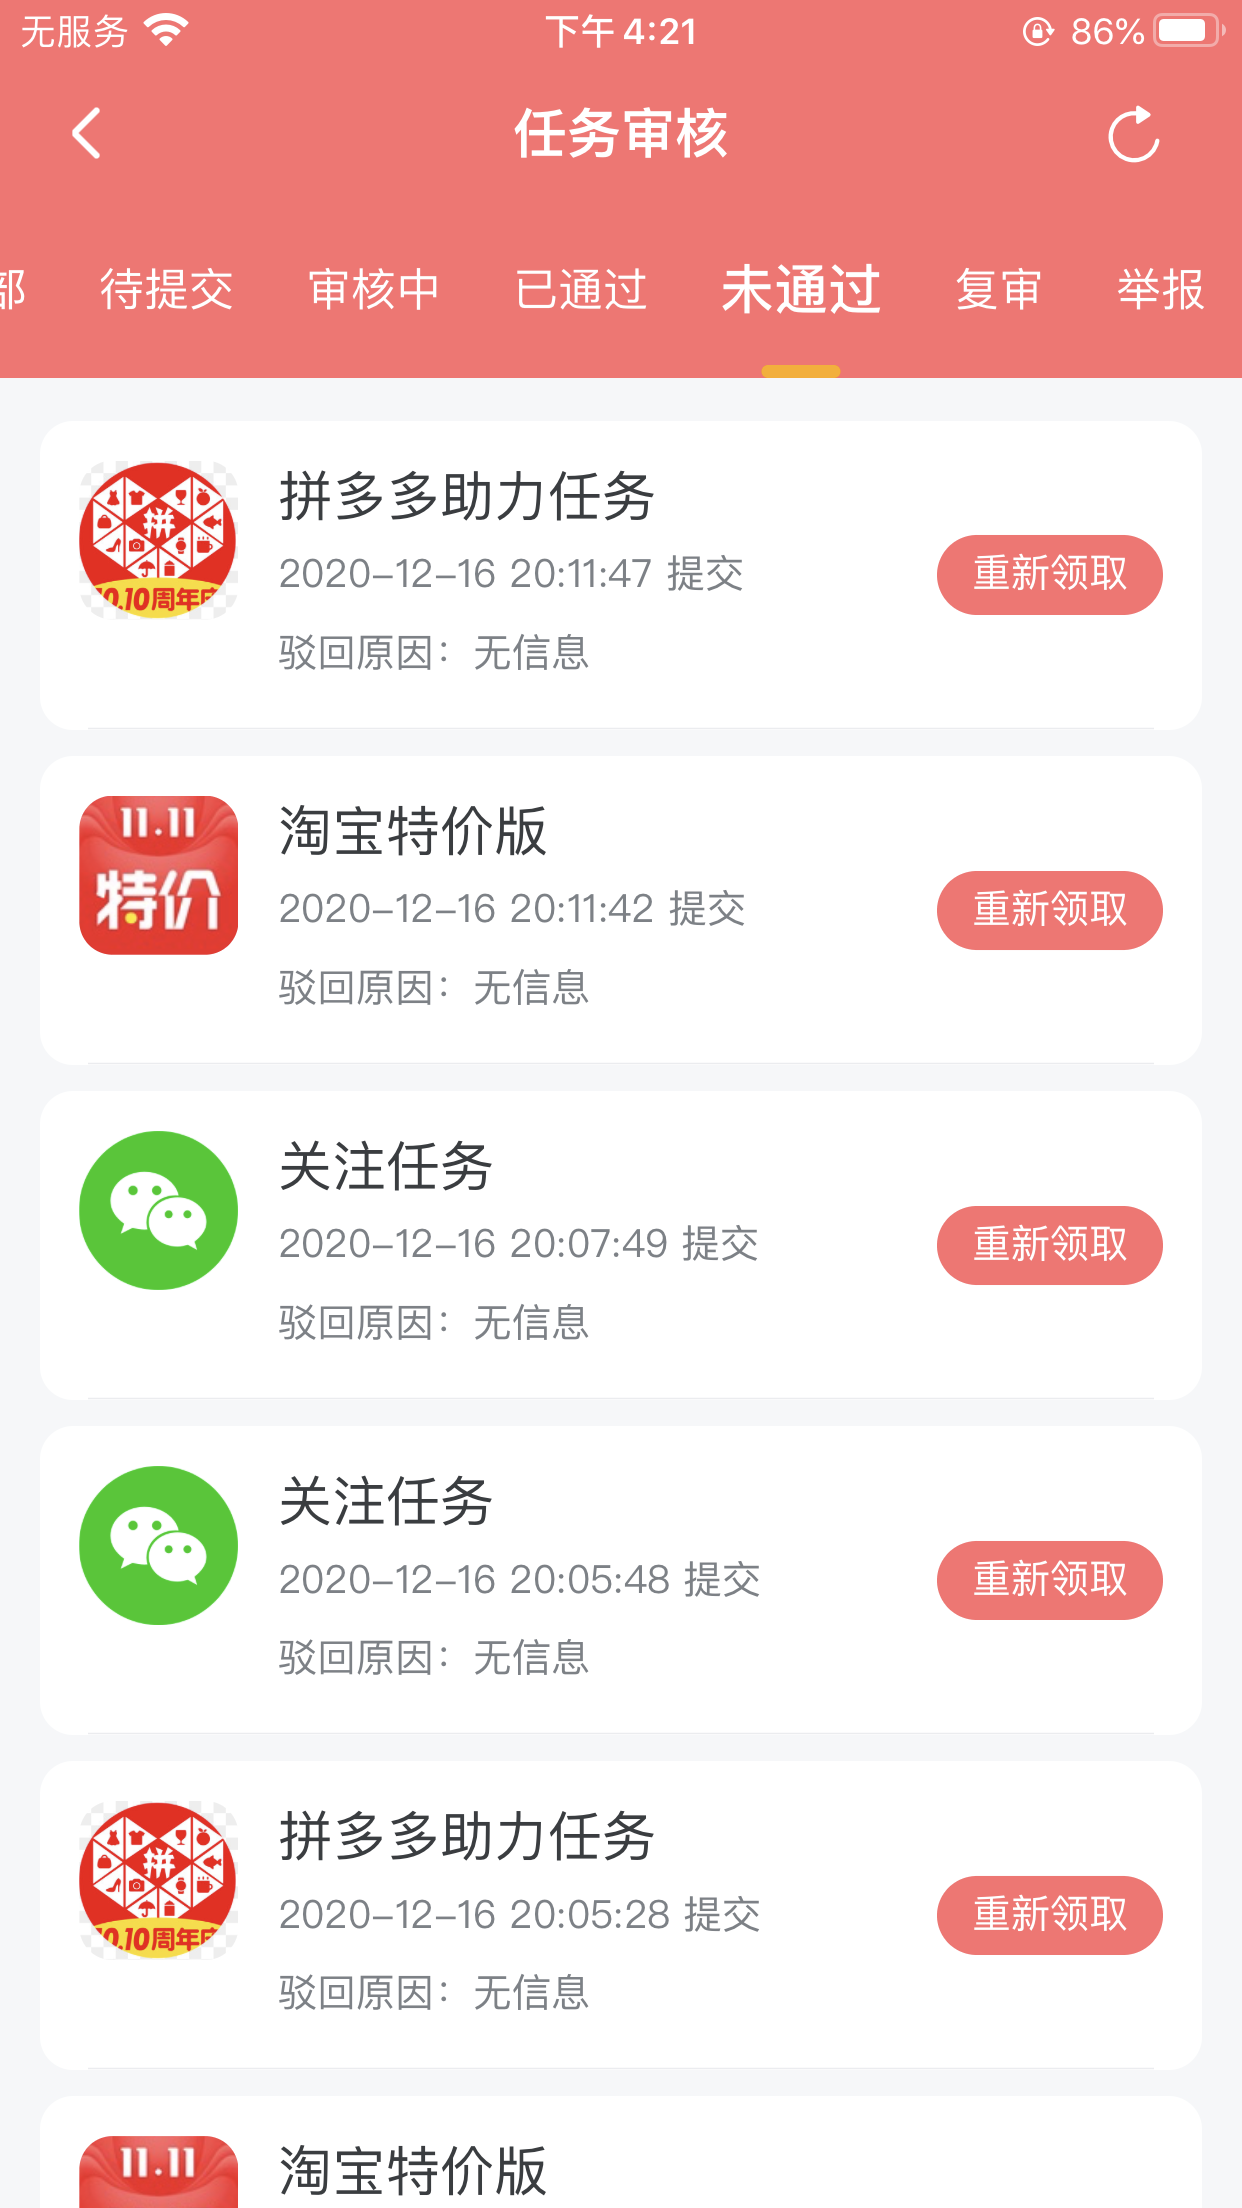 无服务 下午4:21 86%
任务审核
部 待提交 审核中 已通过 未通过 复审 举报
拼多多助力任务
2020-12-16 20:11:47 提交
重新领取
驳回原因：无信息
拼
10.10周年庆
淘宝特价版
2020-12-16 20:11:42 提交
重新领取
驳回原因：无信息
11.11
特价
关注任务
2020-12-16 20:07:49 提交
重新领取
驳回原因：无信息
关注任务
2020-12-16 20:05:48 提交
重新领取
驳回原因：无信息
拼多多助力任务
2020-12-16 20:05:28 提交
重新领取
驳回原因：无信息
拼
10.10周年庆
淘宝特价版
11.11